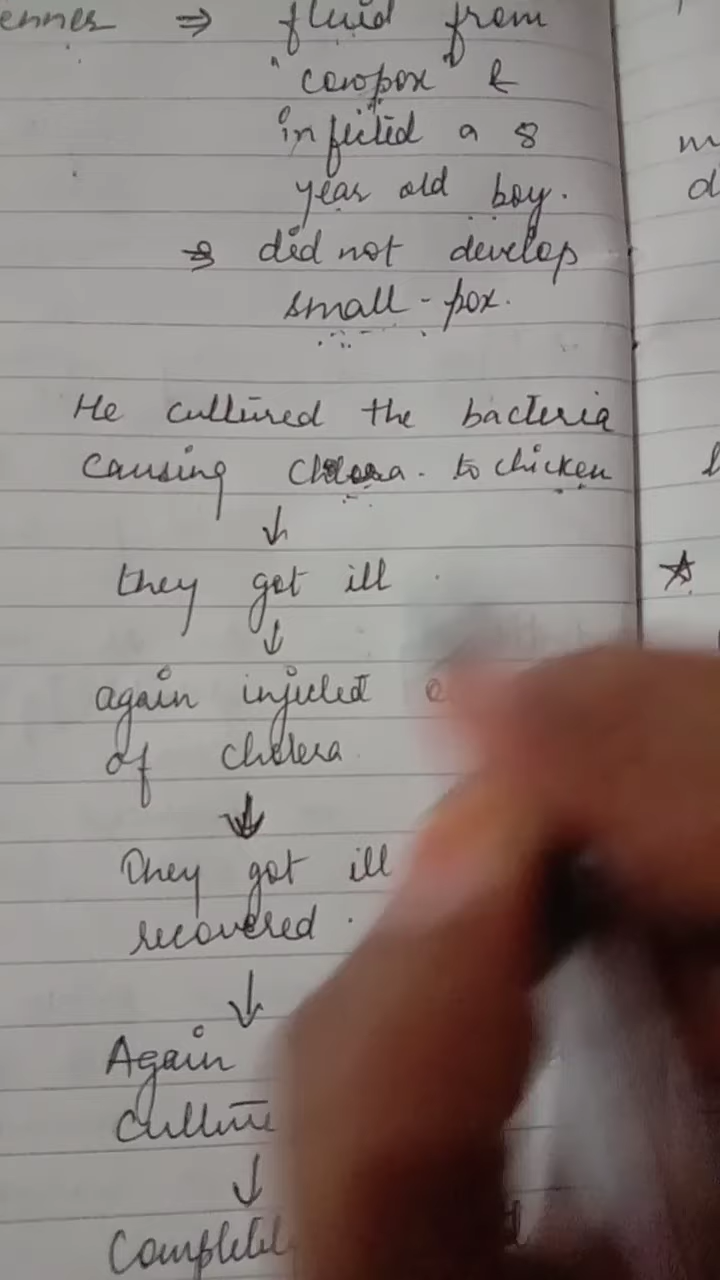 ⇒ fluid from
"cowpox" &
infected a 8
year old boy.
⇒ did not develop
small-pox.
He cultured the bacteria
causing cholera. to chicken
↓
they got ill
↓
again injected
of cholera
↓
They got ill
recovered.
↓
Again
culture
↓